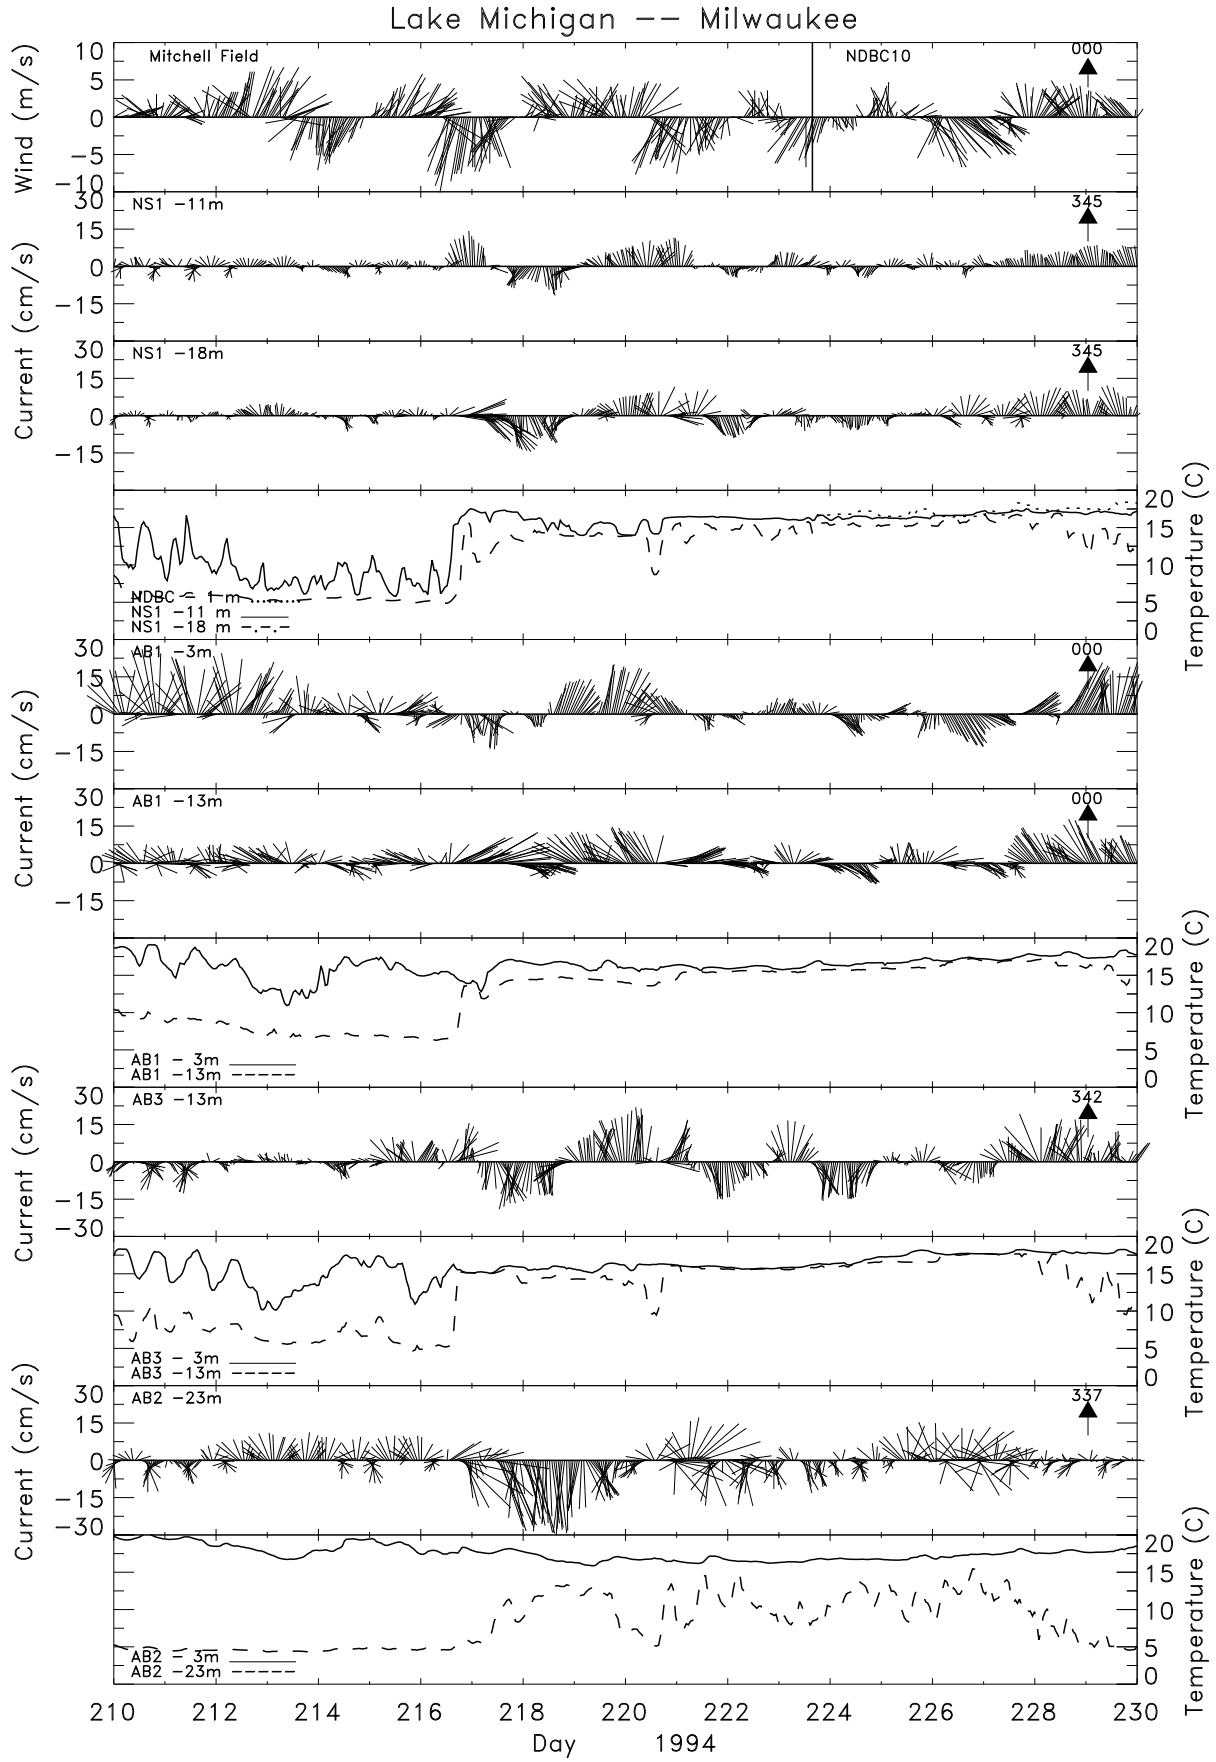 Lake Michigan -- Milwaukee
Wind (m/s)
10
5
0
-5
-10
Mitchell Field
NDBC10
000
Current (cm/s)
30
15
0
-15
NS1 -11m
345
30
15
0
-15
NS1 -18m
345
Temperature (C)
20
15
10
5
0
NDBC - 1 m
NS1 -11 m
NS1 -18 m
Current (cm/s)
30
15
0
-15
AB1 -3m
000
30
15
0
-15
AB1 -13m
000
Temperature (C)
20
15
10
5
0
AB1 - 3m
AB1 -13m
Current (cm/s)
30
15
0
-15
-30
AB3 -13m
342
Temperature (C)
20
15
10
5
0
AB3 - 3m
AB3 -13m
Current (cm/s)
30
15
0
-15
-30
AB2 -23m
337
Temperature (C)
20
15
10
5
0
AB2 - 3m
AB2 -23m
210 212 214 216 218 220 222 224 226 228 230
Day 1994